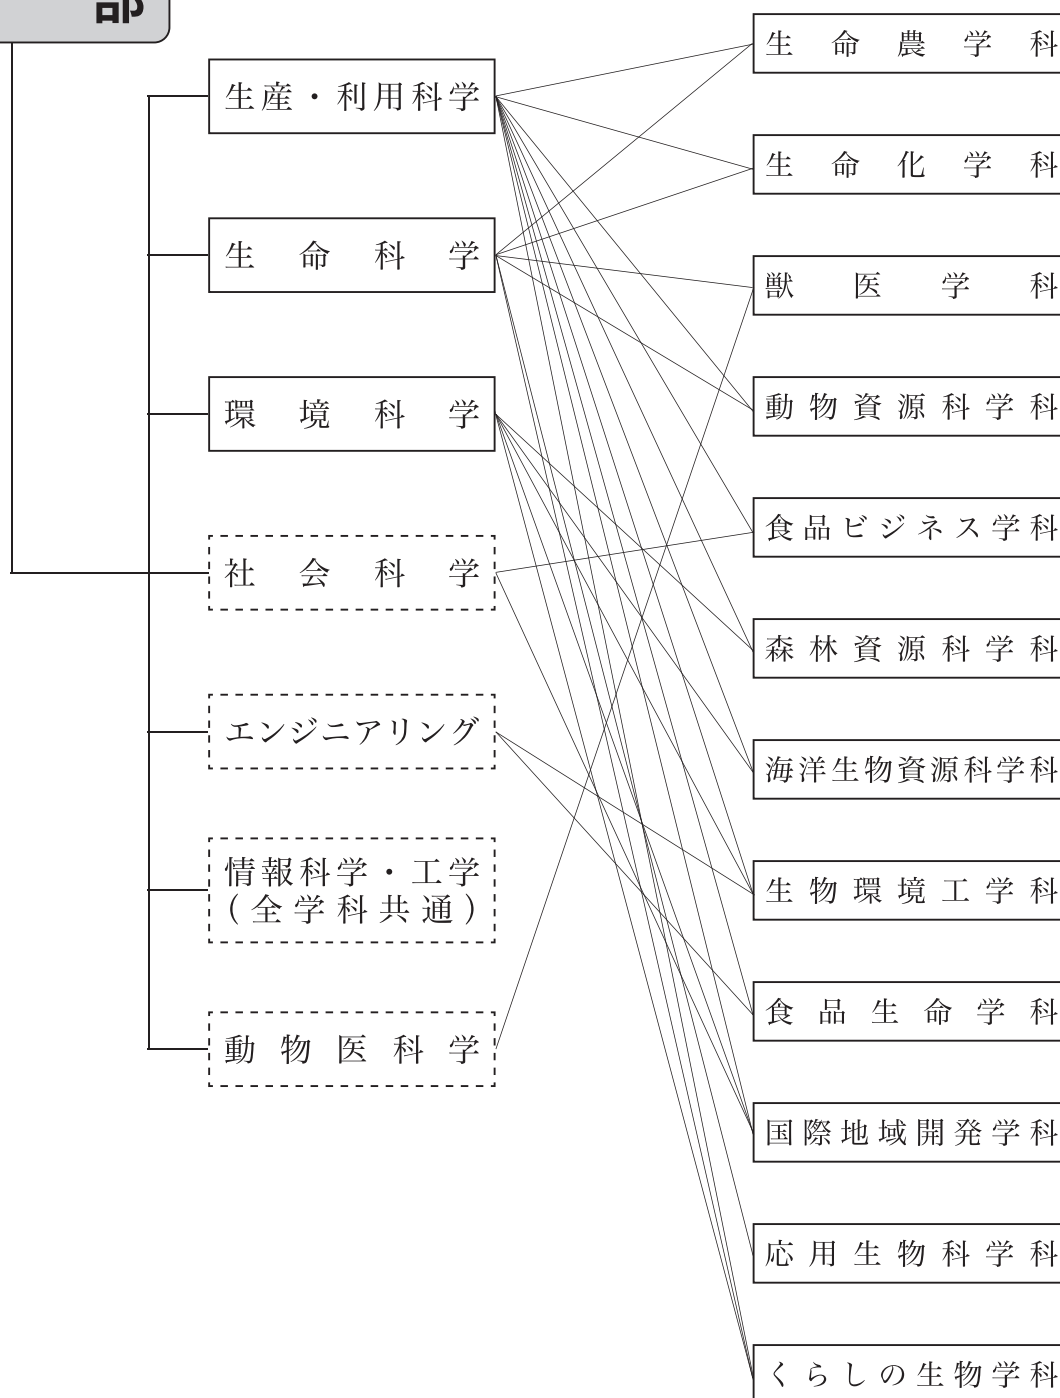 部
生産・利用科学
生命科学
環境科学
社会科学
エンジニアリング
情報科学・工学
(全学科共通)
動物医科学
生命農学科
生命化学科
獣医学科
動物資源科学科
食品ビジネス学科
森林資源科学科
海洋生物資源科学科
生物環境工学科
食品生命学科
国際地域開発学科
応用生物科学科
くらしの生物学科